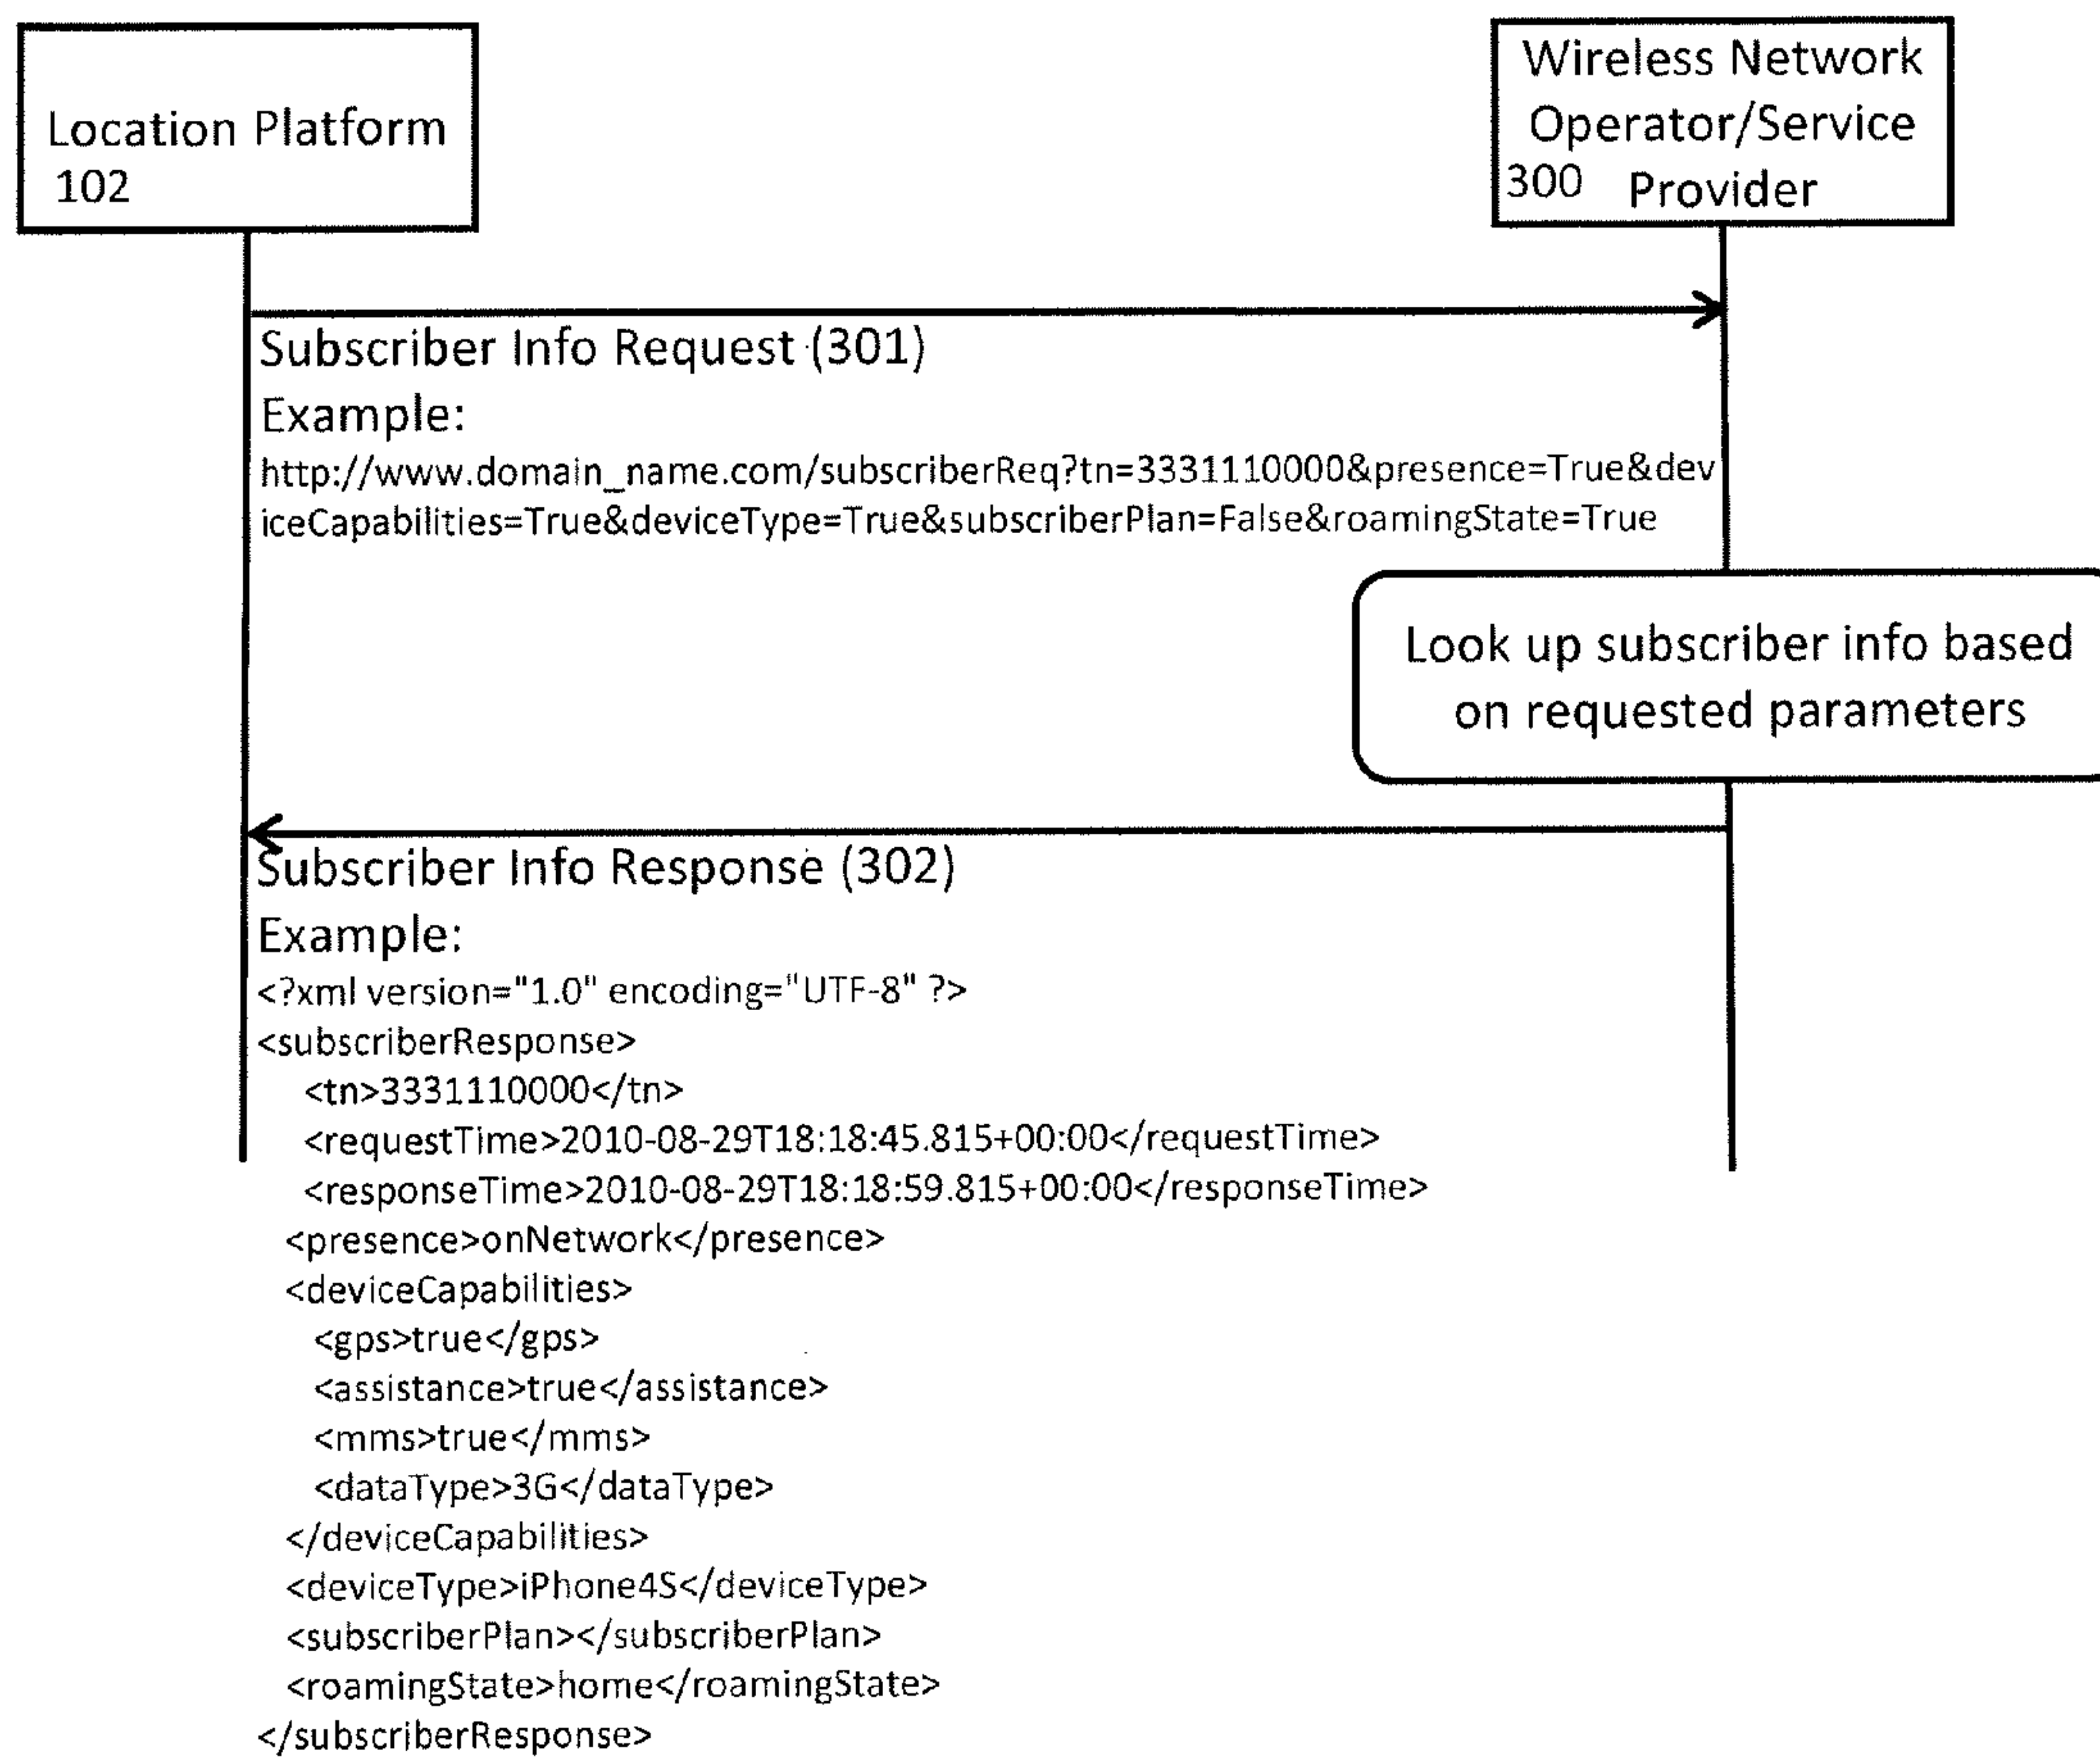 Location Platform
102
Wireless Network
Operator/Service
300 Provider
Subscriber Info Request (301)
Example:
http://www.domain_name.com/subscriberReq?tn=3331110000&presence=True&dev
iceCapabilities=True&deviceType=True&subscriberPlan=False&roamingState=True
Look up subscriber info based
on requested parameters
Subscriber Info Response (302)
Example:
<?xml version="1.0" encoding="UTF-8" ?>
<subscriberResponse>
<tn>3331110000</tn>
<requestTime>2010-08-29T18:18:45.815+00:00</requestTime>
<responseTime>2010-08-29T18:18:59.815+00:00</responseTime>
<presence>onNetwork</presence>
<deviceCapabilities>
<gps>true</gps>
<assistance>true</assistance>
<mms>true</mms>
<dataType>3G</dataType>
</deviceCapabilities>
<deviceType>iPhone4S</deviceType>
<subscriberPlan></subscriberPlan>
<roamingState>home</roamingState>
</subscriberResponse>